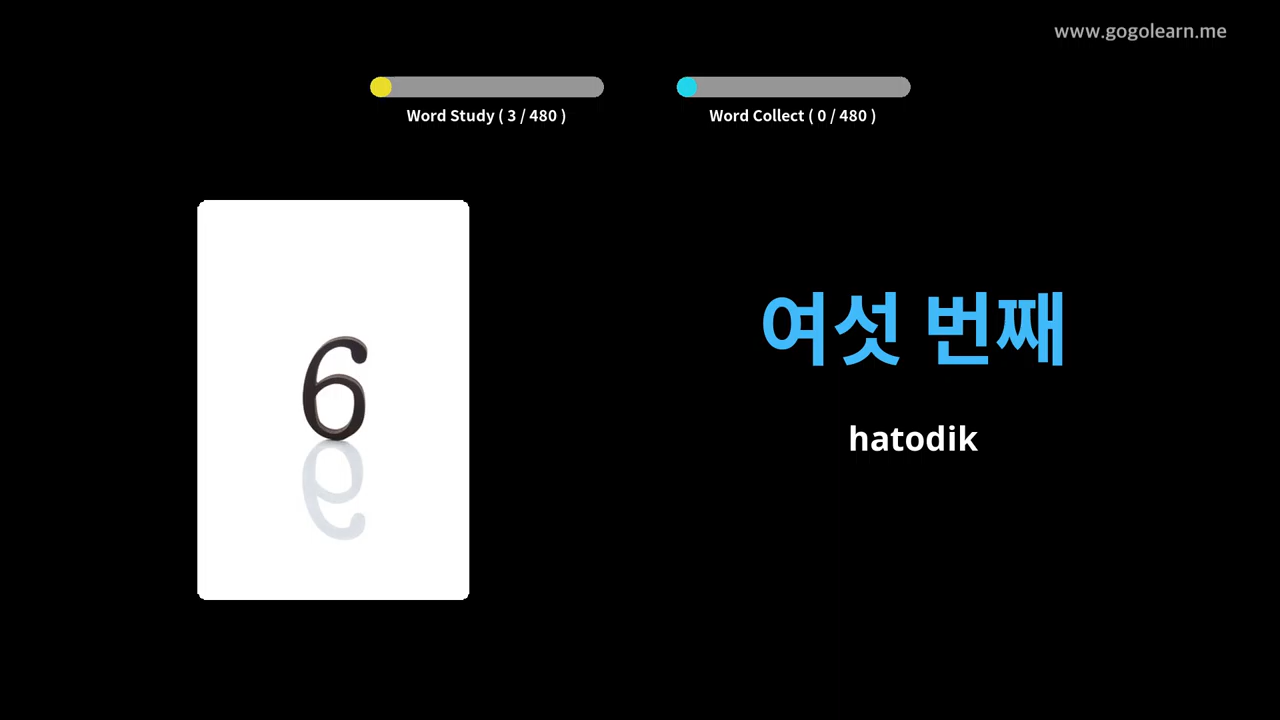 www.gogolearn.me
Word Study ( 3 / 480 )
Word Collect ( 0 / 480 )
6
여섯 번째
hatodik